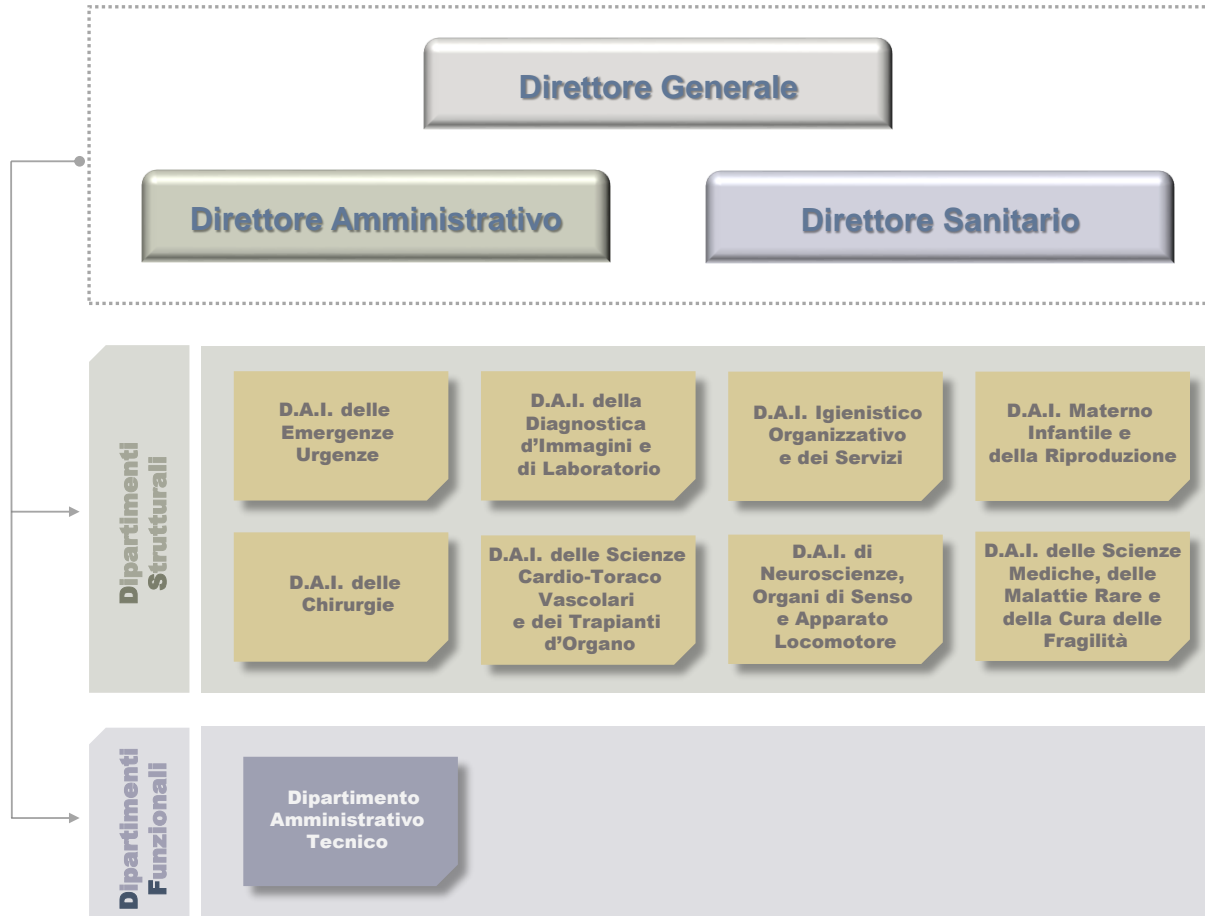 Direttore Generale
Direttore Amministrativo
Direttore Sanitario
Dipartimenti
Strutturali
D.A.I. delle
Emergenze
Urgenze
D.A.I. della
Diagnostica
d’Immagini e
di Laboratorio
D.A.I. Igienistico
Organizzativo
e dei Servizi
D.A.I. Materno
Infantile e
della Riproduzione
D.A.I. delle
Chirurgie
D.A.I. delle Scienze
Cardio-Toraco
Vascolari
e dei Trapianti
d’Organo
D.A.I. di
Neuroscienze,
Organi di Senso
e Apparato
Locomotore
D.A.I. delle Scienze
Mediche, delle
Malattie Rare e
della Cura delle
Fragilità
Dipartimenti
Funzionali
Dipartimento
Amministrativo
Tecnico